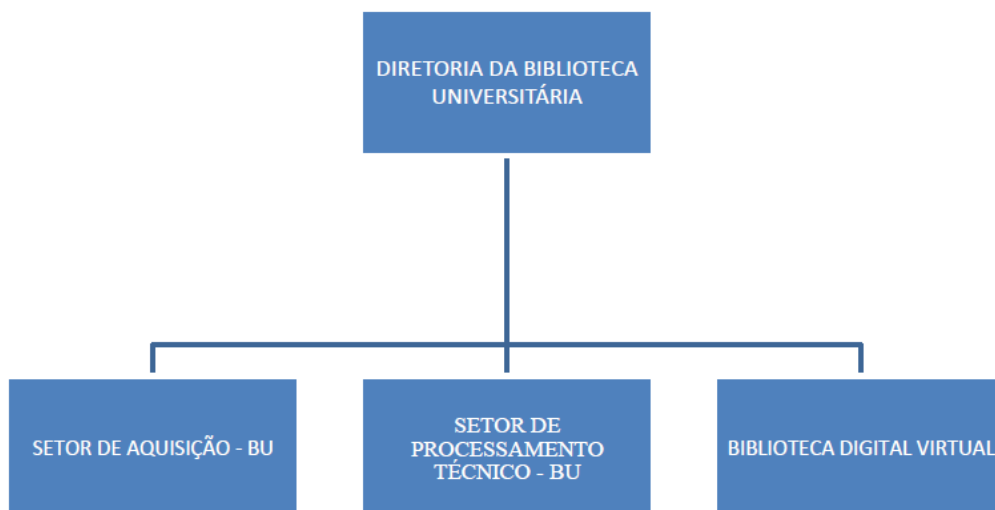 DIRETORIA DA BIBLIOTECA
UNIVERSITÁRIA
SETOR DE AQUISIÇÃO - BU
SETOR DE
PROCESSAMENTO
TÉCNICO - BU
BIBLIOTECA DIGITAL VIRTUAL